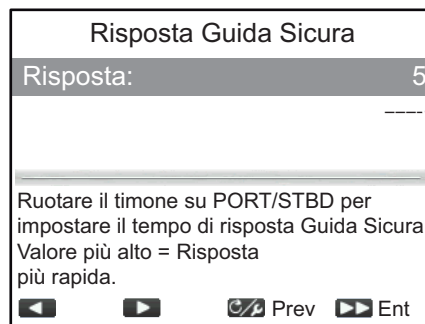 Risposta Guida Sicura
Risposta: 5
----
Ruotare il timone su PORT/STBD per
impostare il tempo di risposta Guida Sicura
Valore più alto = Risposta
più rapida.
Prev Ent